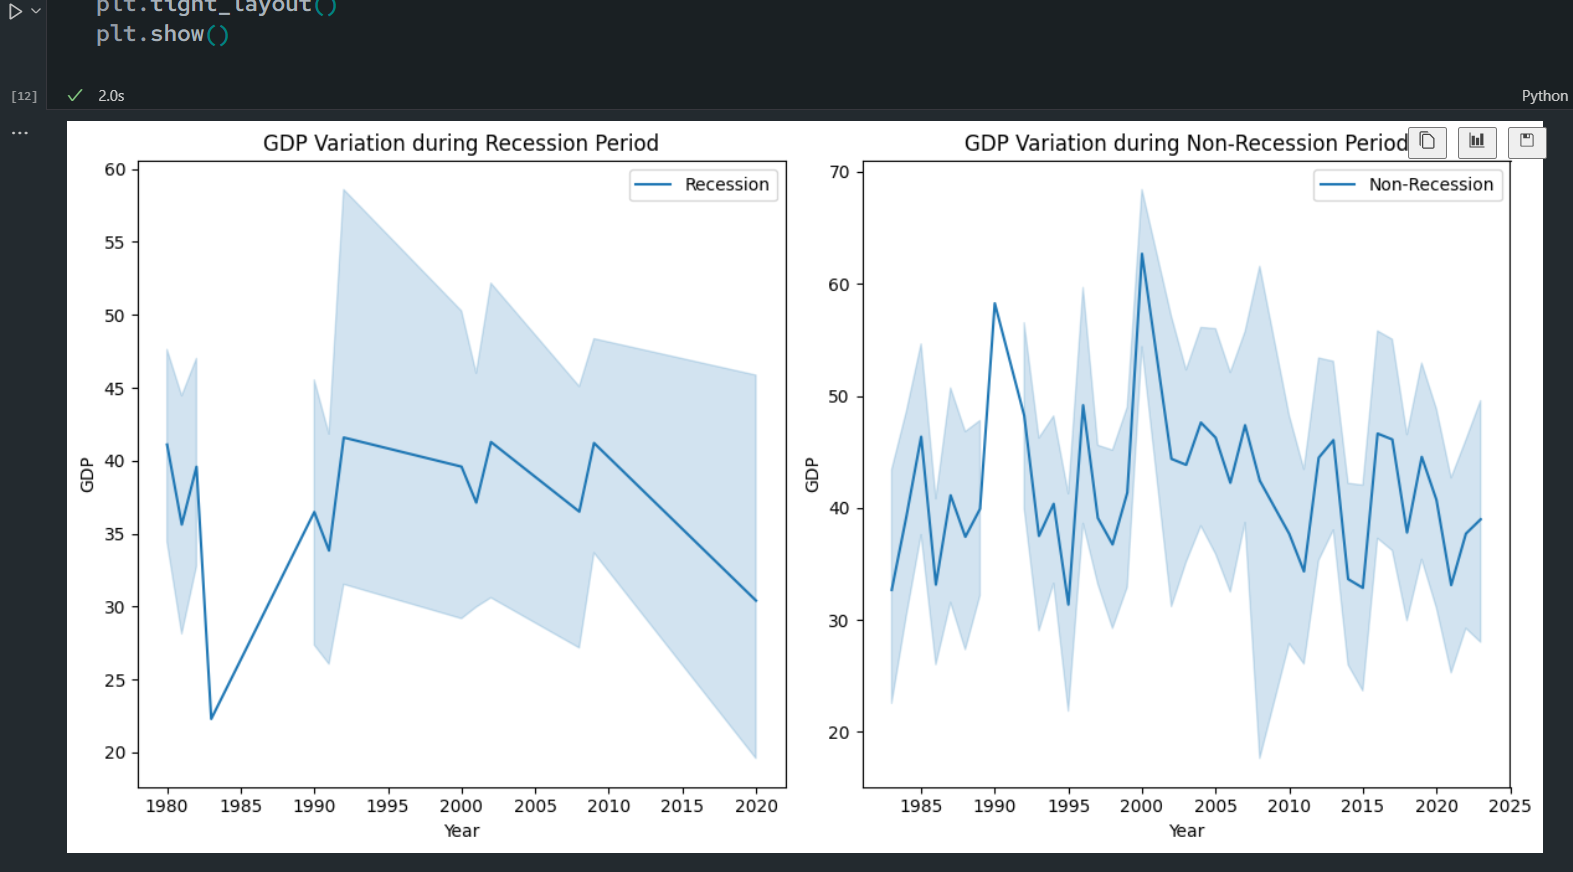 plt.tight_layout()
plt.show()
[12]
2.0s
Python
...
GDP Variation during Recession Period
60
55
50
45
40
35
30
25
20
GDP
Recession
1980 1985 1990 1995 2000 2005 2010 2015 2020
Year
GDP Variation during Non-Recession Period
70
60
50
40
30
20
GDP
Non-Recession
1985 1990 1995 2000 2005 2010 2015 2020 2025
Year